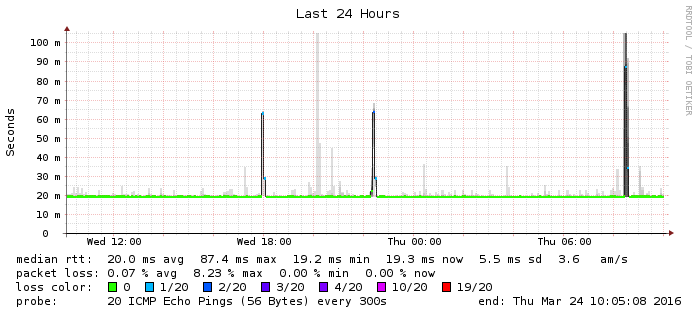 Last 24 Hours
RRDTOOL / TOBI OETIKER
Seconds
100 m
90 m
80 m
70 m
60 m
50 m
40 m
30 m
20 m
10 m
0
Wed 12:00 Wed 18:00 Thu 00:00 Thu 06:00
median rtt: 20.0 ms avg 87.4 ms max 19.2 ms min 19.3 ms now 5.5 ms sd 3.6 am/s
packet loss: 0.07 % avg 8.23 % max 0.00 % min 0.00 % now
loss color: 0 1/20 2/20 3/20 4/20 10/20 19/20
probe: 20 ICMP Echo Pings (56 Bytes) every 300s end: Thu Mar 24 10:05:08 2016